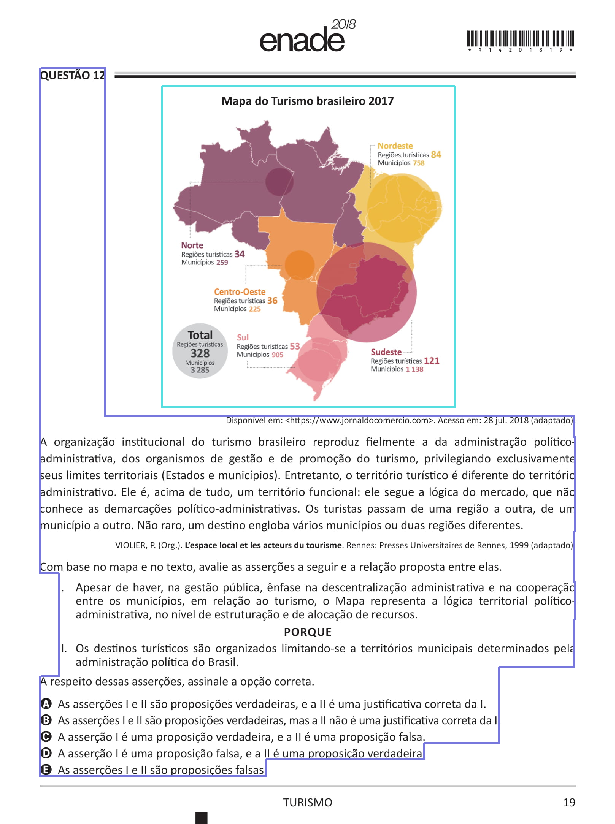 enade 2018
QUESTÃO 12
Mapa do Turismo brasileiro 2017
Nordeste
Regiões turísticas 84
Municípios 758
Norte
Regiões turísticas 34
Municípios 259
Centro-Oeste
Regiões turísticas 36
Municípios 225
Total
Regiões turísticas
328
Municípios
3 285
Sul
Regiões turísticas 53
Municípios 905
Sudeste
Regiões turísticas 121
Municípios 1 138
Disponível em: <https://www.jornaldocomercio.com>. Acesso em: 28 jul. 2018 (adaptado)
A organização institucional do turismo brasileiro reproduz fielmente a da administração político-
administrativa, dos organismos de gestão e de promoção do turismo, privilegiando exclusivamente
seus limites territoriais (Estados e municípios). Entretanto, o território turístico é diferente do território
administrativo. Ele é, acima de tudo, um território funcional: ele segue a lógica do mercado, que não
conhece as demarcações político-administrativas. Os turistas passam de uma região a outra, de um
município a outro. Não raro, um destino engloba vários municípios ou duas regiões diferentes.
VIOLIER, P. (Org.). L'espace local et les acteurs du tourisme. Rennes: Presses Universitaires de Rennes, 1999 (adaptado)
Com base no mapa e no texto, avalie as asserções a seguir e a relação proposta entre elas.
I. Apesar de haver, na gestão pública, ênfase na descentralização administrativa e na cooperação
entre os municípios, em relação ao turismo, o Mapa representa a lógica territorial político-
administrativa, no nível de estruturação e de alocação de recursos.
PORQUE
II. Os destinos turísticos são organizados limitando-se a territórios municipais determinados pela
administração política do Brasil.
A respeito dessas asserções, assinale a opção correta.
A As asserções I e II são proposições verdadeiras, e a II é uma justificativa correta da I.
B As asserções I e II são proposições verdadeiras, mas a II não é uma justificativa correta da I
C A asserção I é uma proposição verdadeira, e a II é uma proposição falsa.
D A asserção I é uma proposição falsa, e a II é uma proposição verdadeira
E As asserções I e II são proposições falsas
TURISMO 19